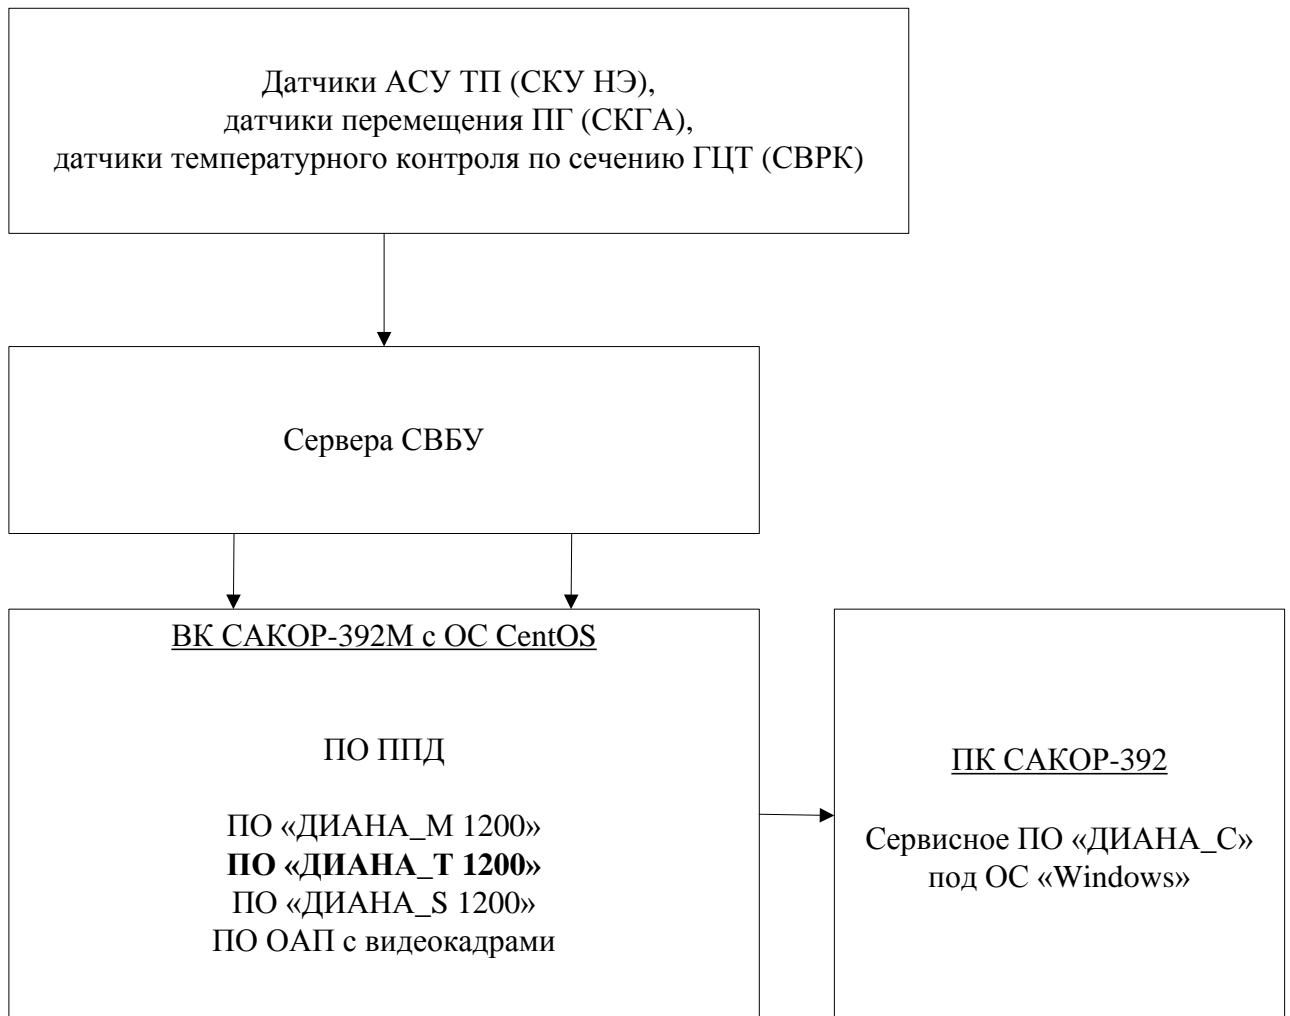 Датчики АСУ ТП (СКУ НЭ),
датчики перемещения ПГ (СКГА),
датчики температурного контроля по сечению ГЦТ (СВРК)
Сервера СВБУ
ВК САКОР-392М с ОС CentOS
ПО ППД
ПО «ДИАНА_М 1200»
ПО «ДИАНА_Т 1200»
ПО «ДИАНА_S 1200»
ПО ОАП с видеокадрами
ПК САКОР-392
Сервисное ПО «ДИАНА_С»
под ОС «Windows»